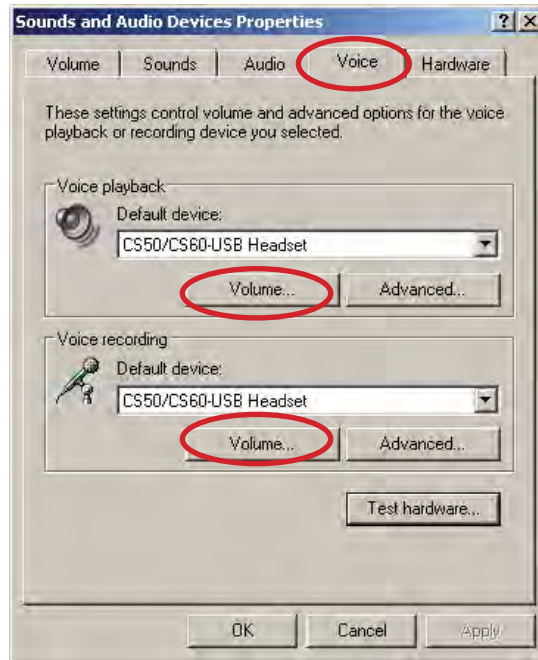 Sounds and Audio Devices Properties
Volume Sounds Audio Voice Hardware
These settings control volume and advanced options for the voice
playback or recording device you selected.
Voice playback
Default device:
CS50/CS60-USB Headset
Volume... Advanced...
Voice recording
Default device:
CS50/CS60-USB Headset
Volume... Advanced...
Test hardware...
OK Cancel Apply